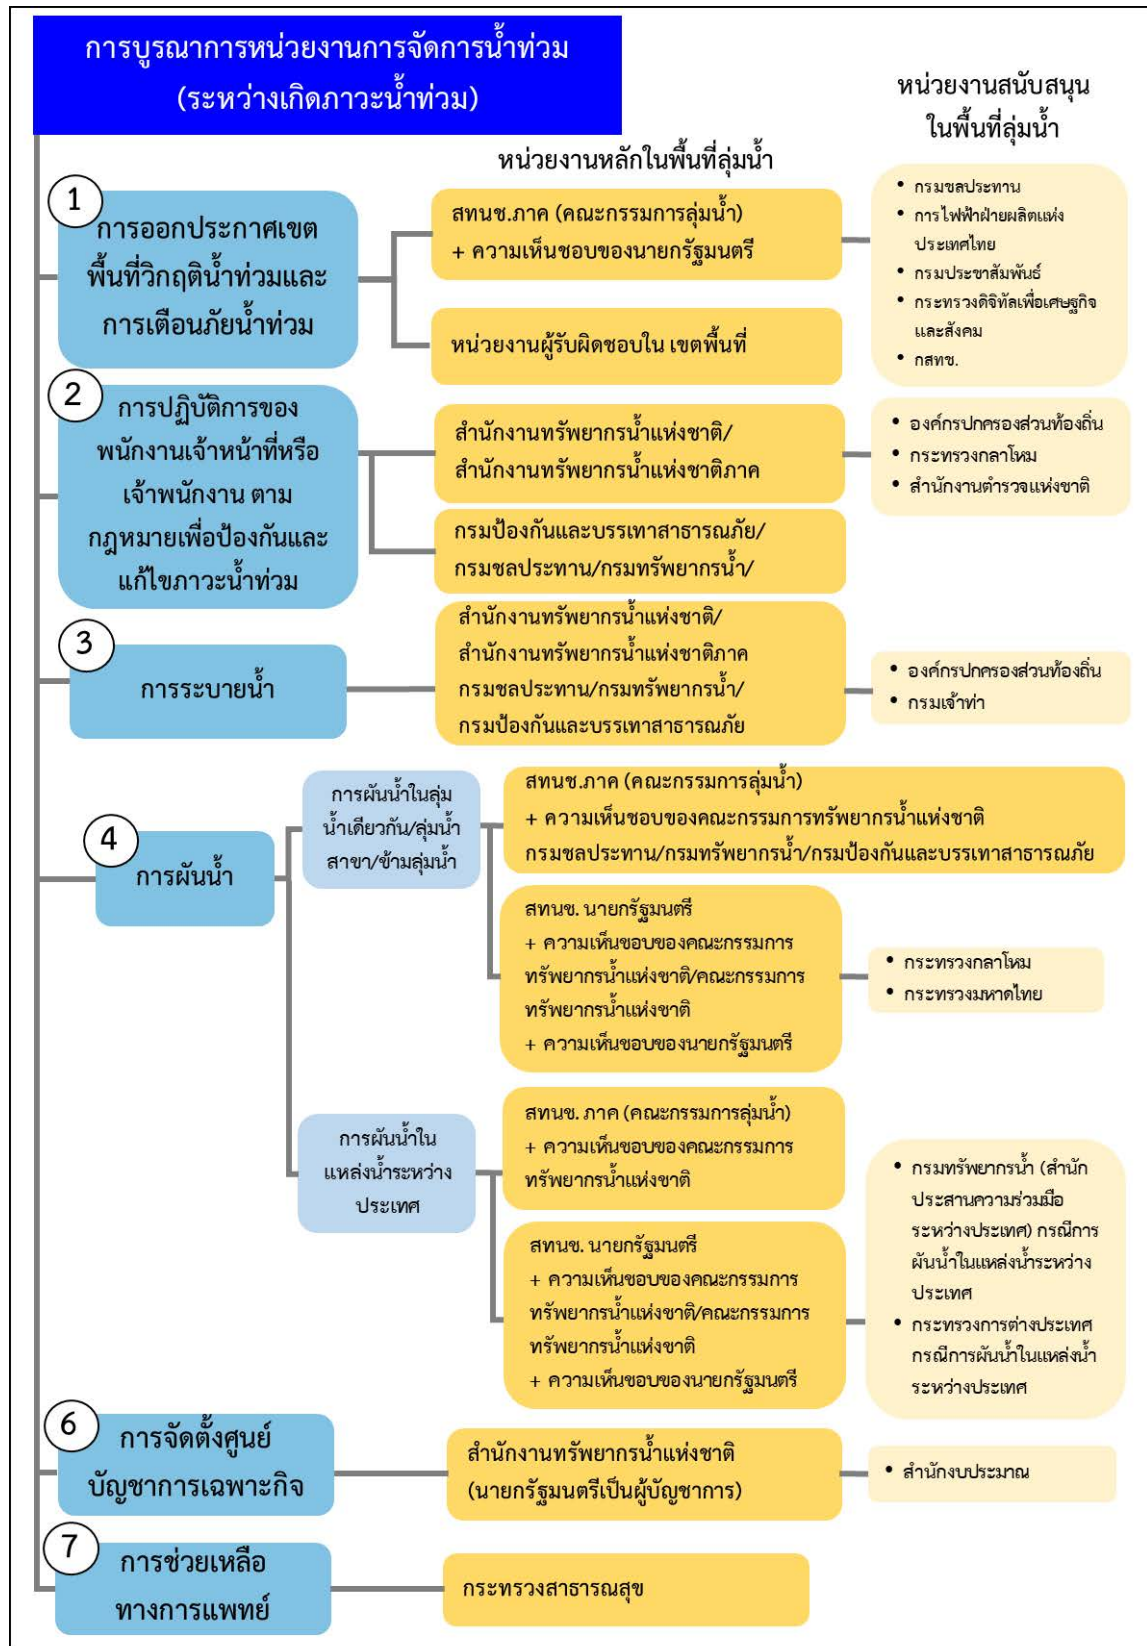 การบูรณาการหน่วยงานการจัดการน้ำท่วม
(ระหว่างเกิดภาวะน้ำท่วม)
หน่วยงานสนับสนุน
ในพื้นที่ลุ่มน้ำ
หน่วยงานหลักในพื้นที่ลุ่มน้ำ
1
การออกประกาศเขต
พื้นที่วิกฤติน้ำท่วมและ
การเตือนภัยน้ำท่วม
สทนช.ภาค (คณะกรรมการลุ่มน้ำ)
+ ความเห็นชอบของนายกรัฐมนตรี
หน่วยงานผู้รับผิดชอบใน เขตพื้นที่
• กรมชลประทาน
• การไฟฟ้าฝ่ายผลิตแห่ง
ประเทศไทย
• กรมประชาสัมพันธ์
• กระทรวงดิจิทัลเพื่อเศรษฐกิจ
และสังคม
• กสทช.
2
การปฏิบัติการของ
พนักงานเจ้าหน้าที่หรือ
เจ้าพนักงาน ตาม
กฎหมายเพื่อป้องกันและ
แก้ไขภาวะน้ำท่วม
สำนักงานทรัพยากรน้ำแห่งชาติ/
สำนักงานทรัพยากรน้ำแห่งชาติภาค
กรมป้องกันและบรรเทาสาธารณภัย/
กรมชลประทาน/กรมทรัพยากรน้ำ/
• องค์กรปกครองส่วนท้องถิ่น
• กระทรวงกลาโหม
• สำนักงานตำรวจแห่งชาติ
3
การระบายน้ำ
สำนักงานทรัพยากรน้ำแห่งชาติ/
สำนักงานทรัพยากรน้ำแห่งชาติภาค
กรมชลประทาน/กรมทรัพยากรน้ำ/
กรมป้องกันและบรรเทาสาธารณภัย
• องค์กรปกครองส่วนท้องถิ่น
• กรมเจ้าท่า
4
การผันน้ำ
การผันน้ำในลุ่ม
น้ำเดียวกัน/ลุ่มน้ำ
สาขา/ข้ามลุ่มน้ำ
สทนช.ภาค (คณะกรรมการลุ่มน้ำ)
+ ความเห็นชอบของคณะกรรมการทรัพยากรน้ำแห่งชาติ
กรมชลประทาน/กรมทรัพยากรน้ำ/กรมป้องกันและบรรเทาสาธารณภัย
สทนช. นายกรัฐมนตรี
+ ความเห็นชอบของคณะกรรมการ
ทรัพยากรน้ำแห่งชาติ/คณะกรรมการ
ทรัพยากรน้ำแห่งชาติ
+ ความเห็นชอบของนายกรัฐมนตรี
• กระทรวงกลาโหม
• กระทรวงมหาดไทย
การผันน้ำใน
แหล่งน้ำระหว่าง
ประเทศ
สทนช. ภาค (คณะกรรมการลุ่มน้ำ)
+ ความเห็นชอบของคณะกรรมการ
ทรัพยากรน้ำแห่งชาติ
สทนช. นายกรัฐมนตรี
+ ความเห็นชอบของคณะกรรมการ
ทรัพยากรน้ำแห่งชาติ/คณะกรรมการ
ทรัพยากรน้ำแห่งชาติ
+ ความเห็นชอบของนายกรัฐมนตรี
• กรมทรัพยากรน้ำ (สำนัก
ประสานความร่วมมือ
ระหว่างประเทศ) กรณีการ
ผันน้ำในแหล่งน้ำระหว่าง
ประเทศ
• กระทรวงการต่างประเทศ
กรณีการผันน้ำในแหล่งน้ำ
ระหว่างประเทศ
6
การจัดตั้งศูนย์
บัญชาการเฉพาะกิจ
สำนักงานทรัพยากรน้ำแห่งชาติ
(นายกรัฐมนตรีเป็นผู้บัญชาการ)
• สำนักงบประมาณ
7
การช่วยเหลือ
ทางการแพทย์
กระทรวงสาธารณสุข